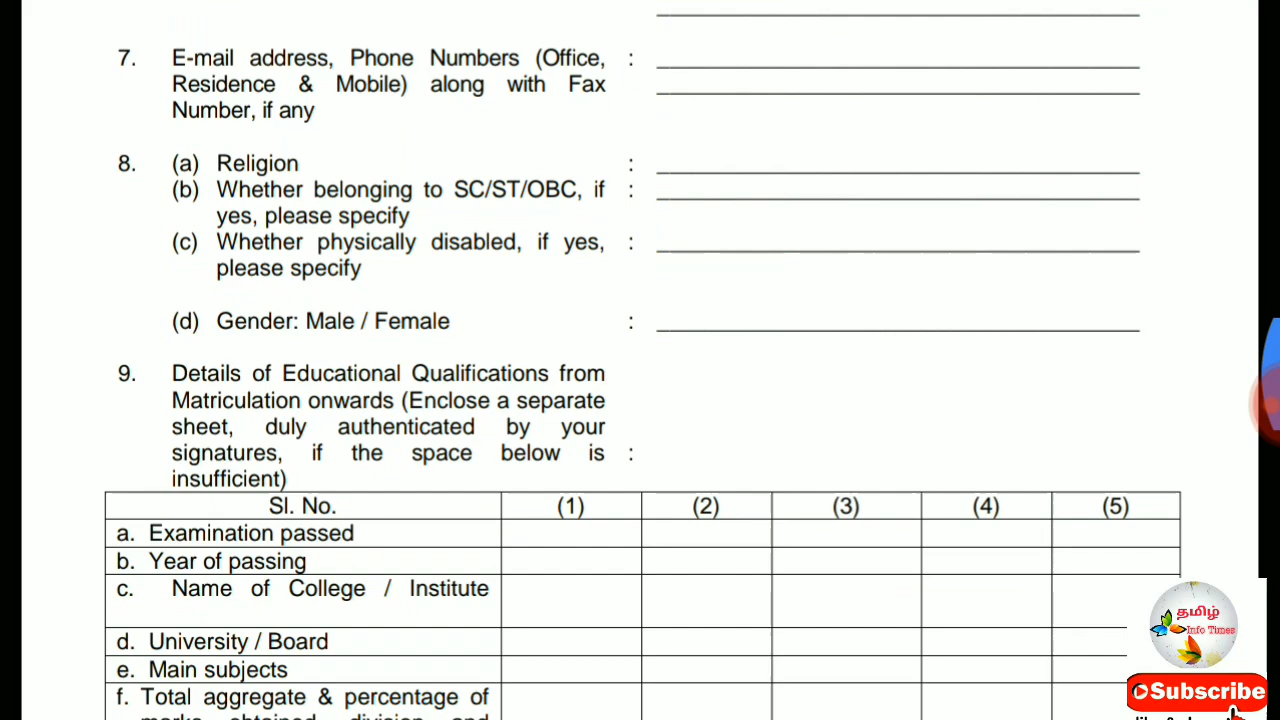 7. E-mail address, Phone Numbers (Office, :
Residence & Mobile) along with Fax
Number, if any
8. (a) Religion :
(b) Whether belonging to SC/ST/OBC, if :
yes, please specify
(c) Whether physically disabled, if yes, :
please specify
(d) Gender: Male / Female :
9. Details of Educational Qualifications from
Matriculation onwards (Enclose a separate
sheet, duly authenticated by your
signatures, if the space below is :
insufficient)
Sl. No. (1) (2) (3) (4) (5)
a. Examination passed
b. Year of passing
c. Name of College / Institute
d. University / Board
e. Main subjects
f. Total aggregate & percentage of
marks obtained, division and
தமிழ்
Info Times
Subscribe